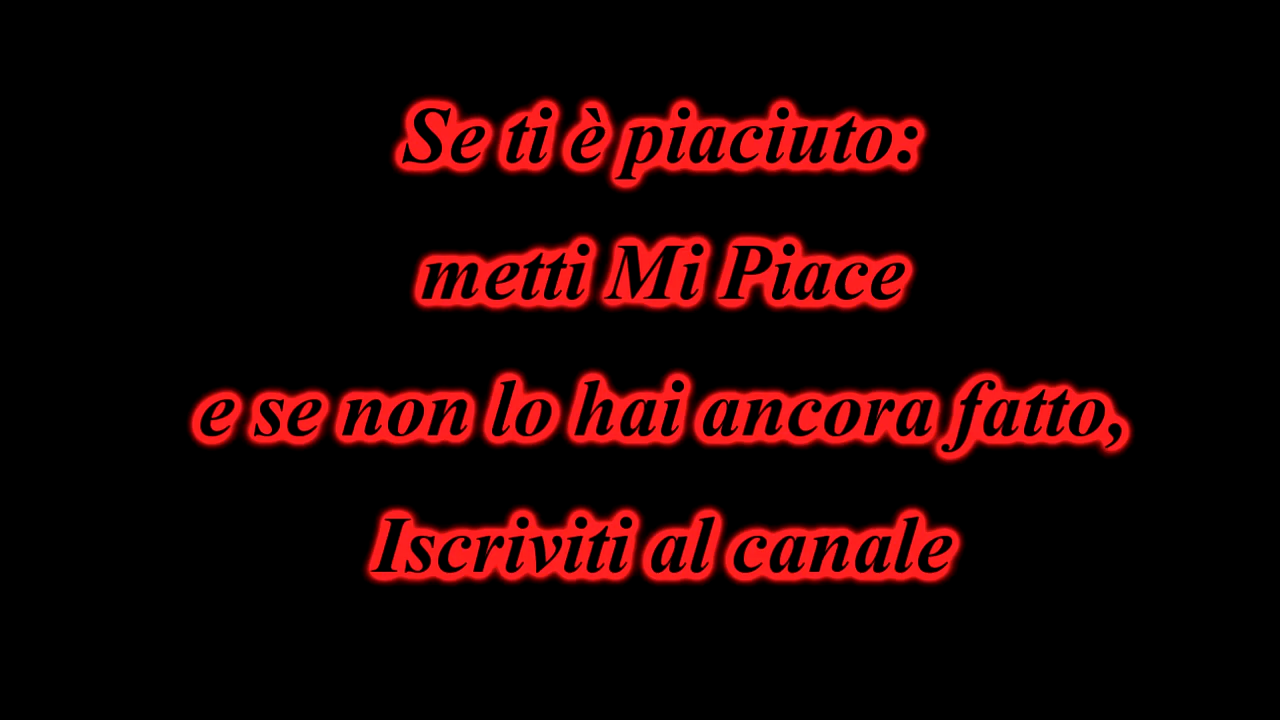 Se ti è piaciuto:
metti Mi Piace
e se non lo hai ancora fatto,
Iscriviti al canale